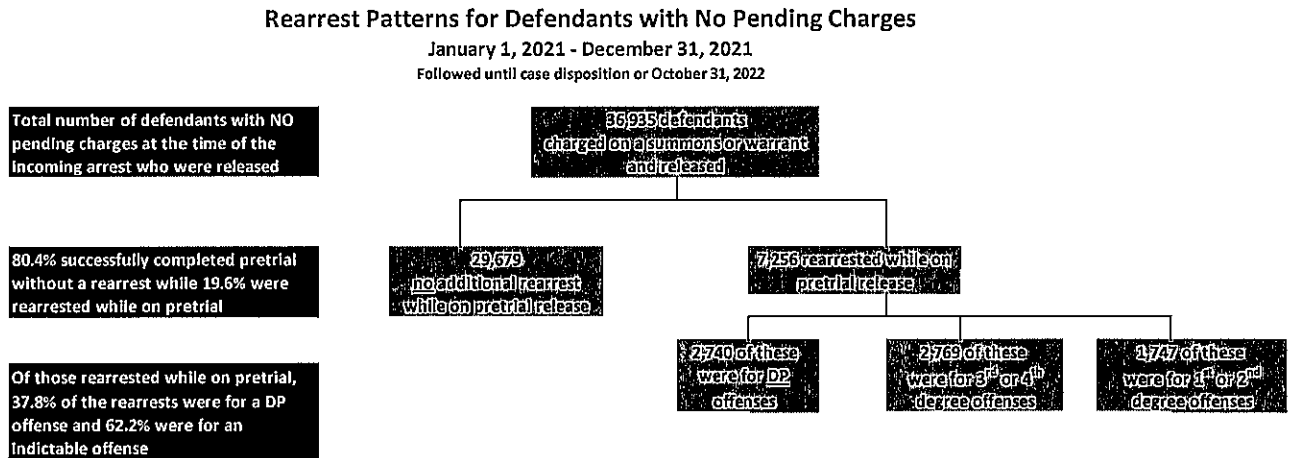 Rearrest Patterns for Defendants with No Pending Charges
January 1, 2021 - December 31, 2021
Followed until case disposition or October 31, 2022
Total number of defendants with NO
pending charges at the time of the
incoming arrest who were released
36,935 defendants
charged on a summons or warrant
and released
80.4% successfully completed pretrial
without a rearrest while 19.6% were
rearrested while on pretrial
29,679
no additional rearrest
while on pretrial release
7,256 rearrested while on
pretrial release
Of those rearrested while on pretrial,
37.8% of the rearrests were for a DP
offense and 62.2% were for an
Indictable offense
2,740 of these
were for DP
offenses
2,769 of these
were for 3rd or 4th
degree offenses
1,747 of these
were for 1st or 2nd
degree offenses